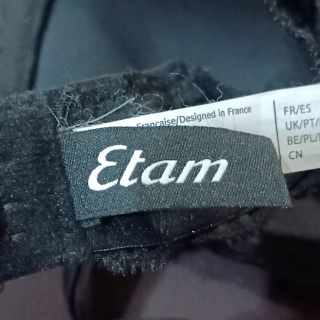 Française/Designed in France
FR/ES
UK/PT/
BE/PL/
CN
Etam